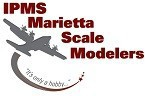 IPMS
Marietta
Scale
Modelers
"it's only a hobby..."